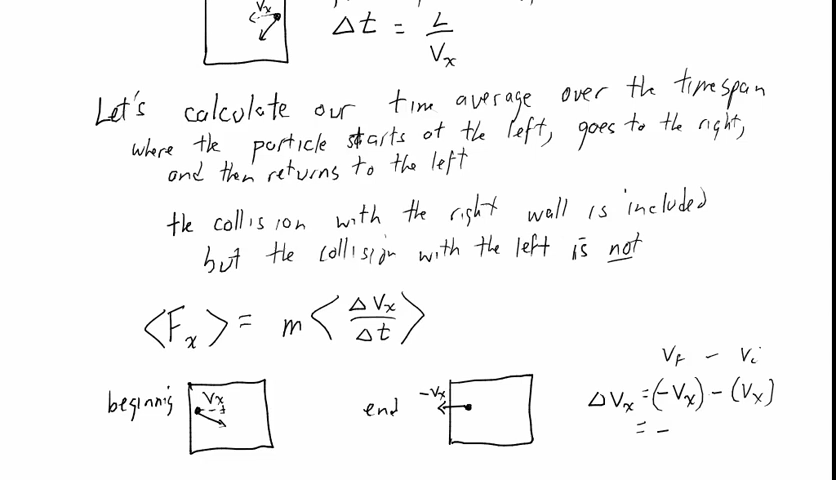 Vx
Δt = L / Vx
Let's calculate our time average over the timespan
where the particle starts at the left, goes to the right,
and then returns to the left
the collision with the right wall is included
but the collision with the left is not
<Fx> = m < ΔVx / Δt >
beginning Vx
end -Vx
Vf - Vi
ΔVx = (-Vx) - (Vx)
= -